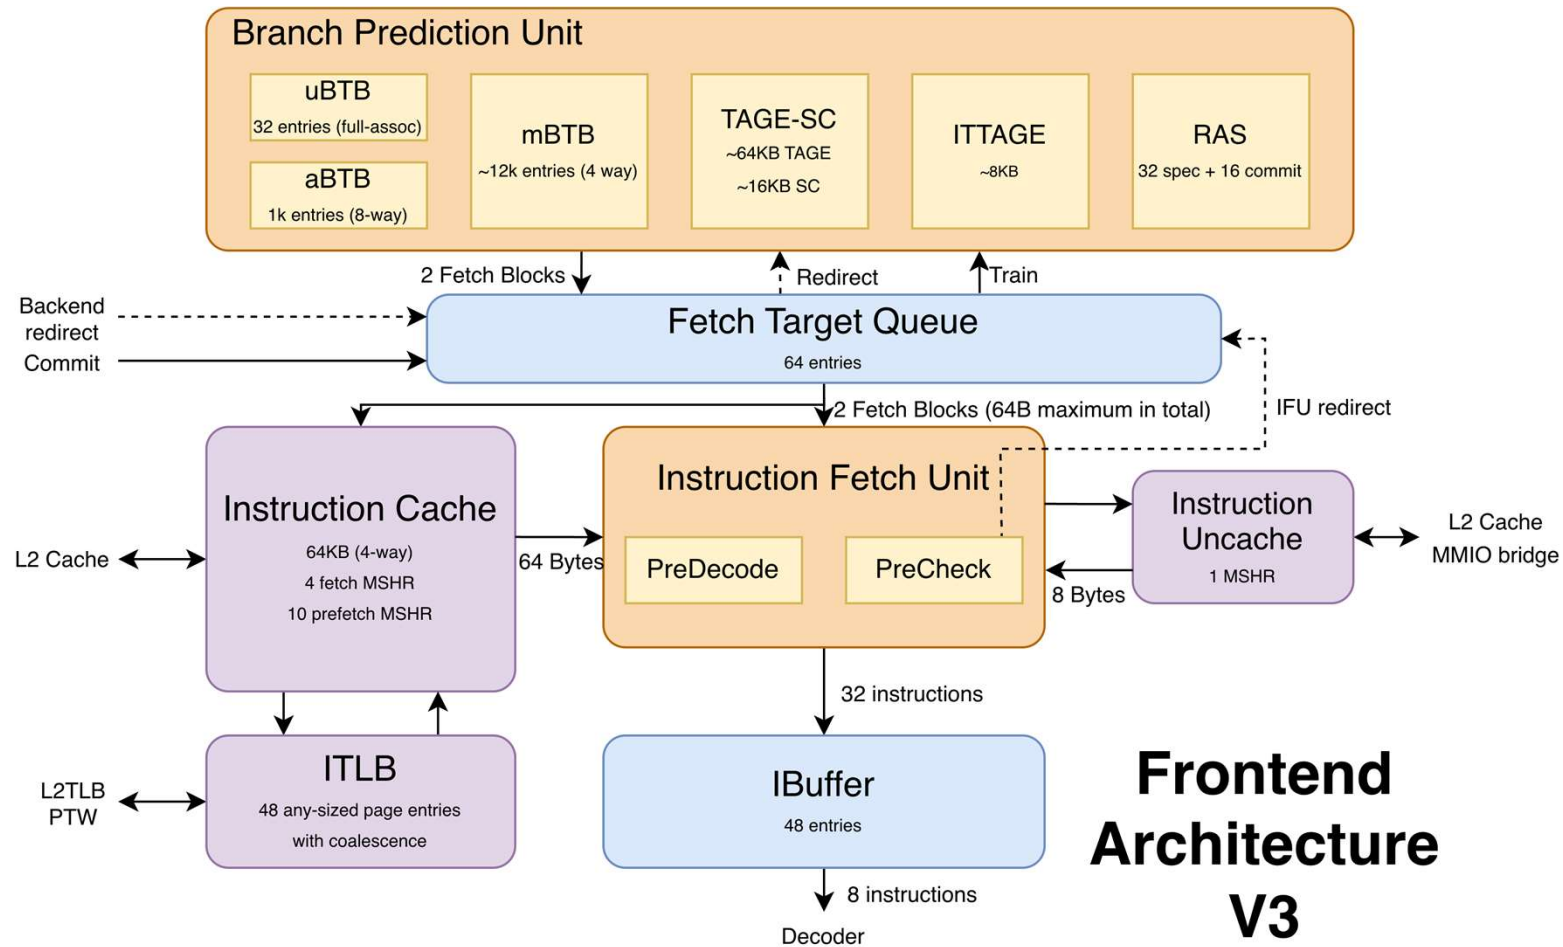 Branch Prediction Unit
uBTB
32 entries (full-assoc)
aBTB
1k entries (8-way)
mBTB
~12k entries (4 way)
TAGE-SC
~64KB TAGE
~16KB SC
ITTAGE
~8KB
RAS
32 spec + 16 commit
2 Fetch Blocks
Redirect
Train
Backend
redirect
Commit
Fetch Target Queue
64 entries
2 Fetch Blocks (64B maximum in total)
IFU redirect
Instruction Cache
64KB (4-way)
4 fetch MSHR
10 prefetch MSHR
L2 Cache
64 Bytes
Instruction Fetch Unit
PreDecode
PreCheck
Instruction
Uncache
1 MSHR
8 Bytes
L2 Cache
MMIO bridge
32 instructions
ITLB
48 any-sized page entries
with coalescence
L2TLB
PTW
IBuffer
48 entries
8 instructions
Decoder
Frontend
Architecture
V3